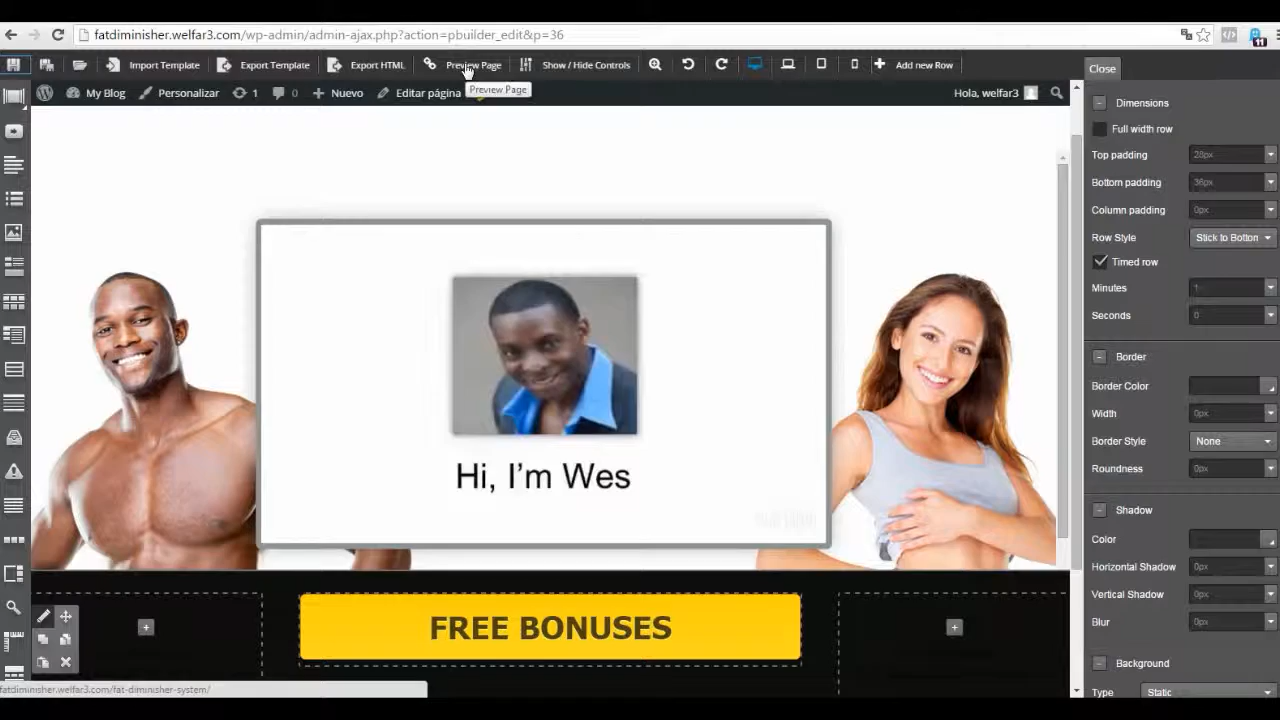 fatdiminisher.welfar3.com/wp-admin/admin-ajax.php?action=pbuilder_edit&p=36
11
Import Template
Export Template
Export HTML
Preview Page
Show / Hide Controls
Add new Row
Close
My Blog
Personalizar
1
0
Nuevo
Editar página
Preview Page
Hola, welfar3
Dimensions
Full width row
Top padding
28px
Bottom padding
36px
Column padding
0px
Row Style
Stick to Botton
Timed row
Minutes
1
Seconds
0
Border
Border Color
Width
0px
Border Style
None
Roundness
0px
Shadow
Color
Horizontal Shadow
0px
Vertical Shadow
0px
Blur
0px
Background
Type
Static
Hi, I'm Wes
FREE BONUSES
fatdiminisher.welfar3.com/fat-diminisher-system/